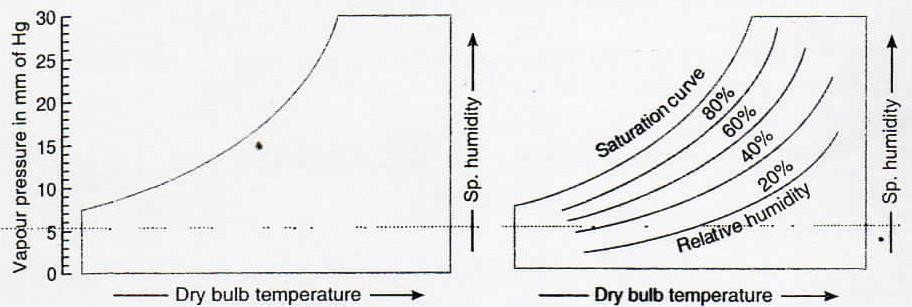 Vapour pressure in mm of Hg
30
25
20
15
10
5
0
Dry bulb temperature
Sp. humidity
Saturation curve
80%
60%
40%
20%
Relative humidity
Dry bulb temperature
Sp. humidity